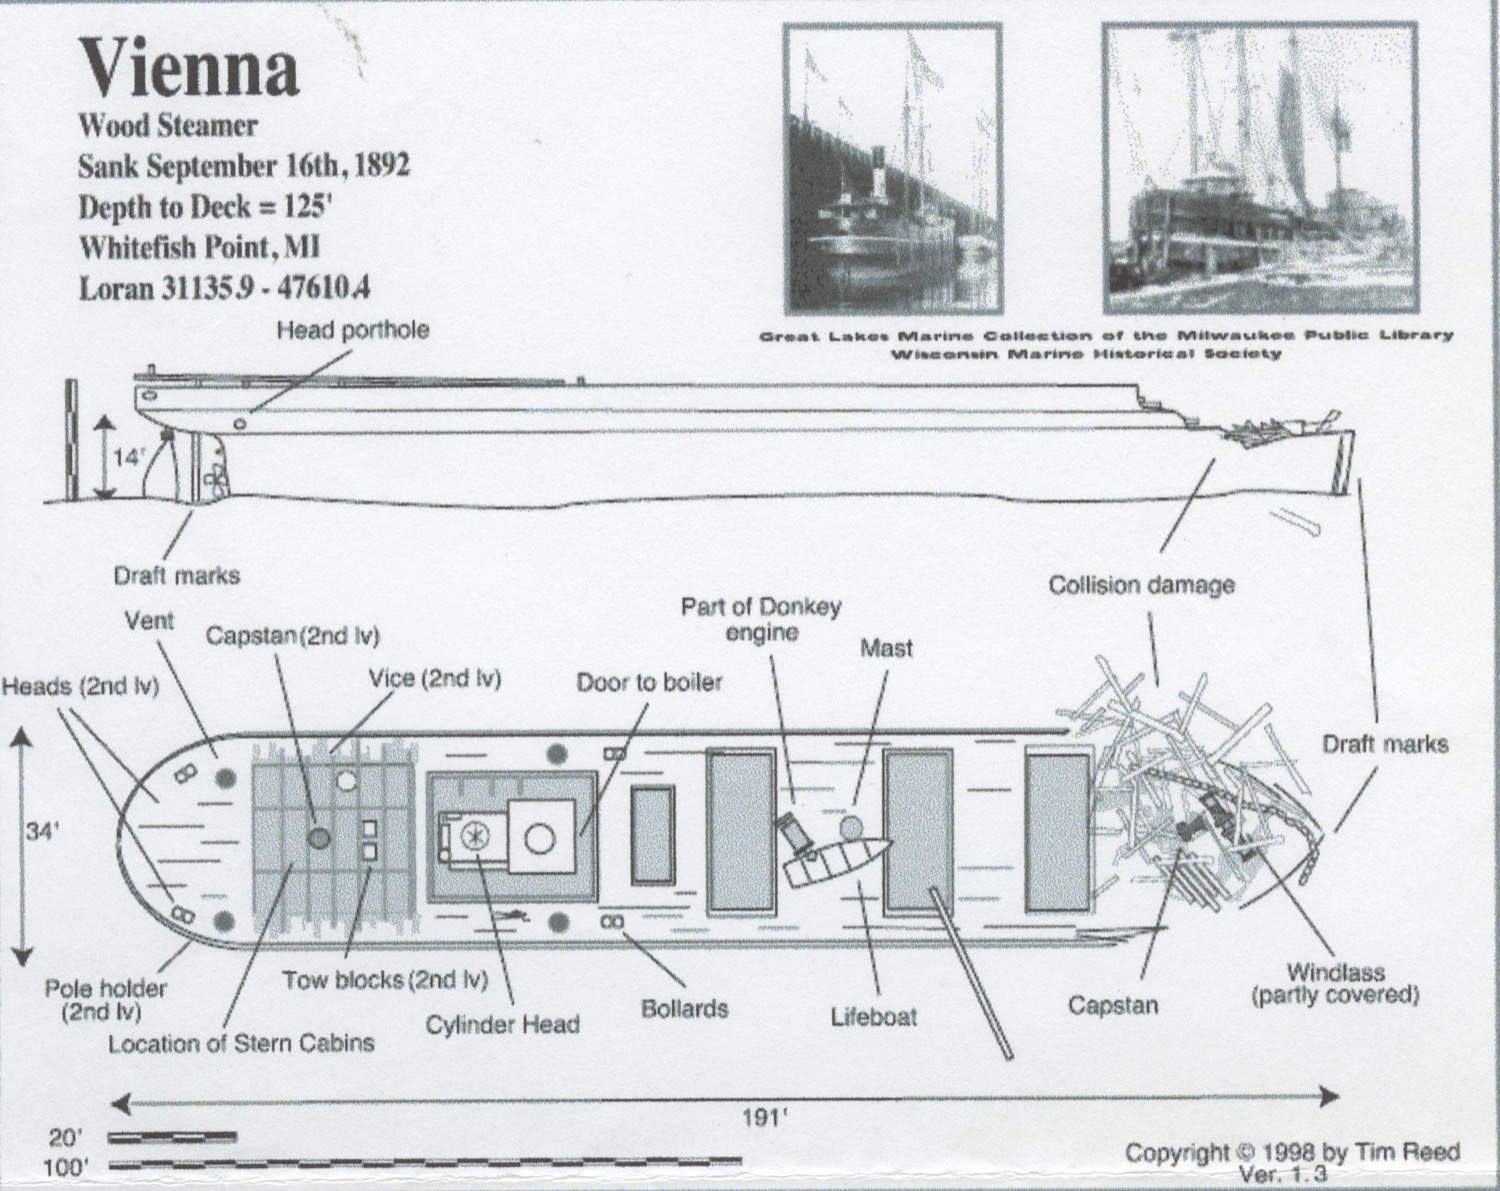 Vienna
Wood Steamer
Sank September 16th, 1892
Depth to Deck = 125'
Whitefish Point, MI
Loran 31135.9 - 47610.4
Great Lakes Marine Collection of the Milwaukee Public Library
Wisconsin Marine Historical Society
Head porthole
14'
Draft marks
Collision damage
Vent
Capstan (2nd lv)
Part of Donkey
engine
Mast
Heads (2nd lv)
Vice (2nd lv)
Door to boiler
Draft marks
34'
Pole holder
(2nd lv)
Tow blocks (2nd lv)
Location of Stern Cabins
Cylinder Head
Bollards
Lifeboat
Capstan
Windlass
(partly covered)
191'
20'
100'
Copyright © 1998 by Tim Reed
Ver. 1.3